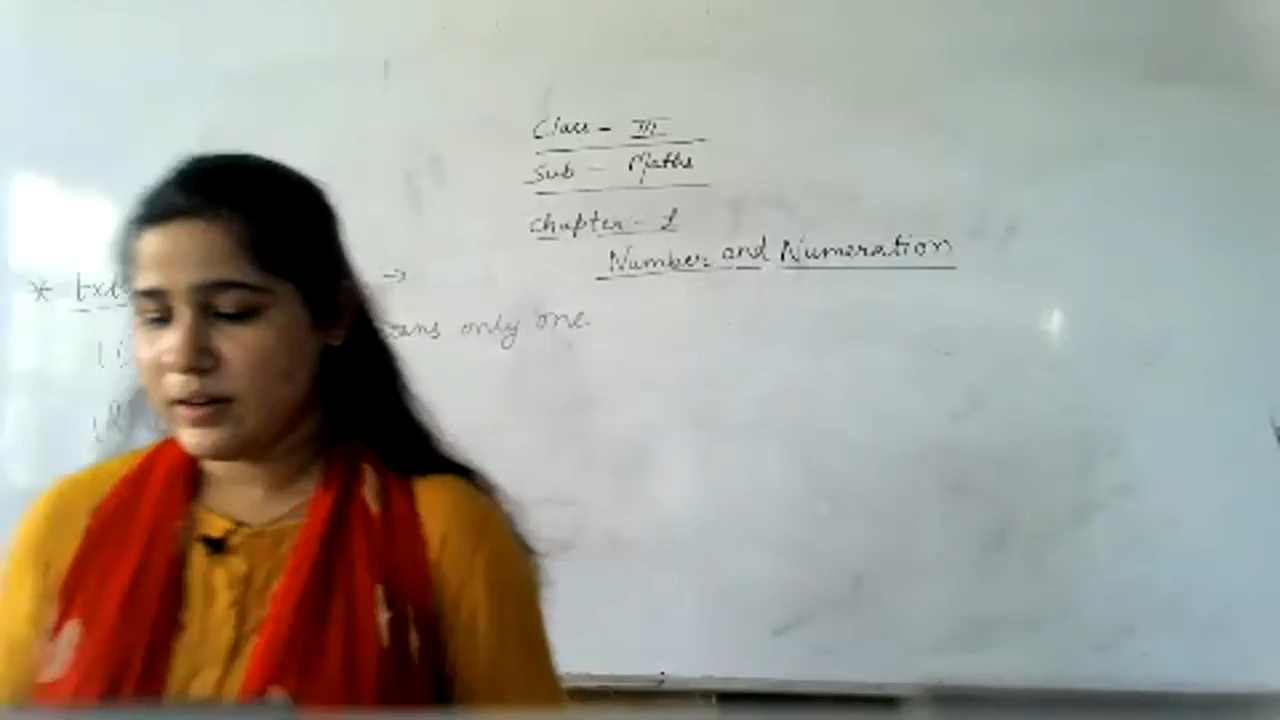 Class - III
Sub - Maths
Chapter - 1
Number and Numeration
* →
only one.